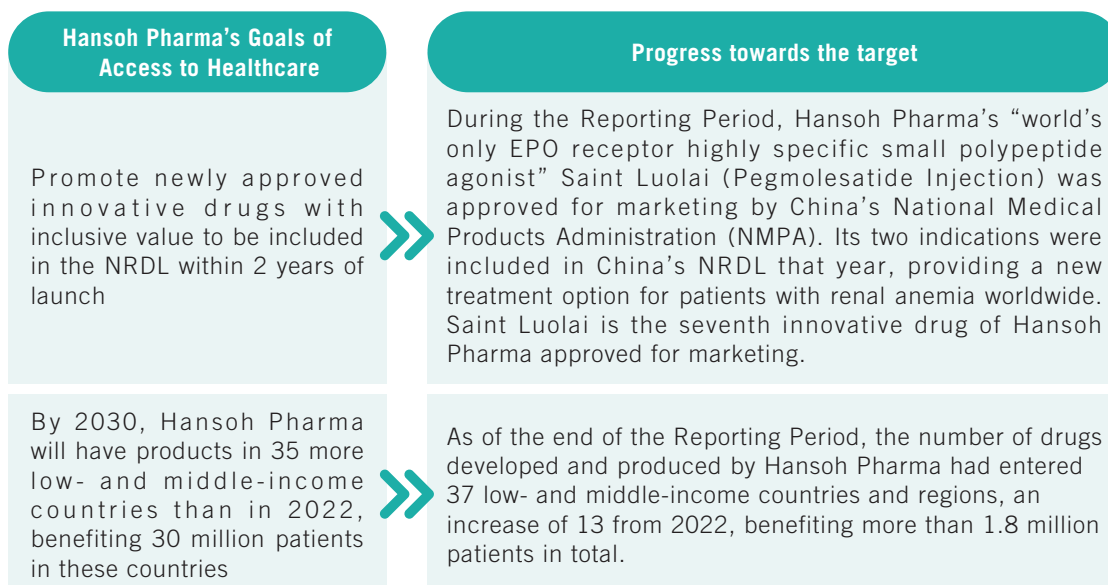 Hansoh Pharma's Goals of
Access to Healthcare
Progress towards the target
Promote newly approved
innovative drugs with
inclusive value to be included
in the NRDL within 2 years of
launch
During the Reporting Period, Hansoh Pharma's “world's
only EPO receptor highly specific small polypeptide
agonist” Saint Luolai (Pegmolesatide Injection) was
approved for marketing by China's National Medical
Products Administration (NMPA). Its two indications were
included in China's NRDL that year, providing a new
treatment option for patients with renal anemia worldwide.
Saint Luolai is the seventh innovative drug of Hansoh
Pharma approved for marketing.
By 2030, Hansoh Pharma
will have products in 35 more
low- and middle-income
countries than in 2022,
benefiting 30 million patients
in these countries
As of the end of the Reporting Period, the number of drugs
developed and produced by Hansoh Pharma had entered
37 low- and middle-income countries and regions, an
increase of 13 from 2022, benefiting more than 1.8 million
patients in total.